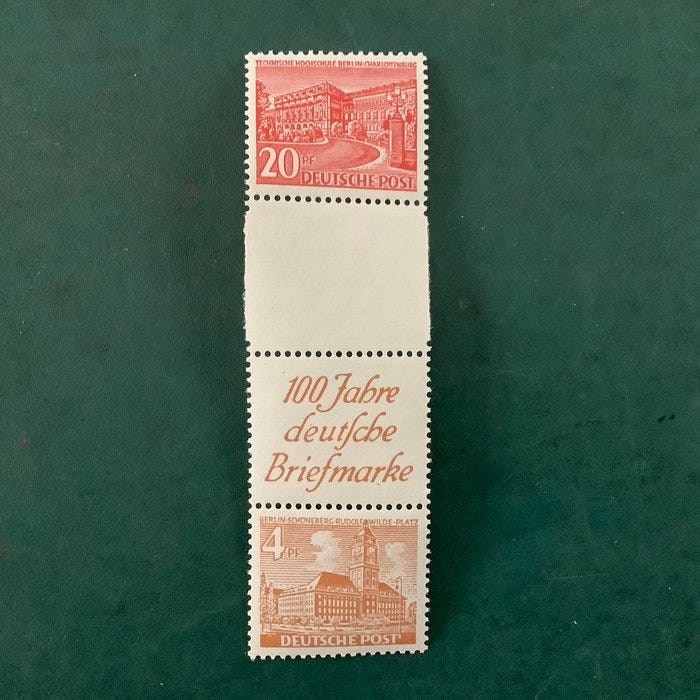 TECHNISCHE HOCHSCHULE BERLIN-CHARLOTTENBURG
20 PF
DEUTSCHE POST
100 Jahre
deutſche
Briefmarke
BERLIN-SCHÖNEBERG·RUDOLF-WILDE-PLATZ
4 PF
DEUTSCHE POST